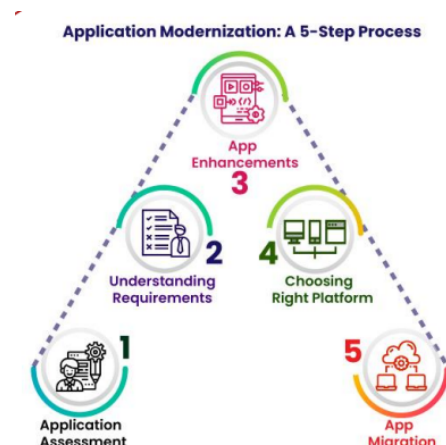 Application Modernization: A 5-Step Process
App
Enhancements
3
2
Understanding
Requirements
4
Choosing
Right Platform
1
Application
Assessment
5
App
Migration